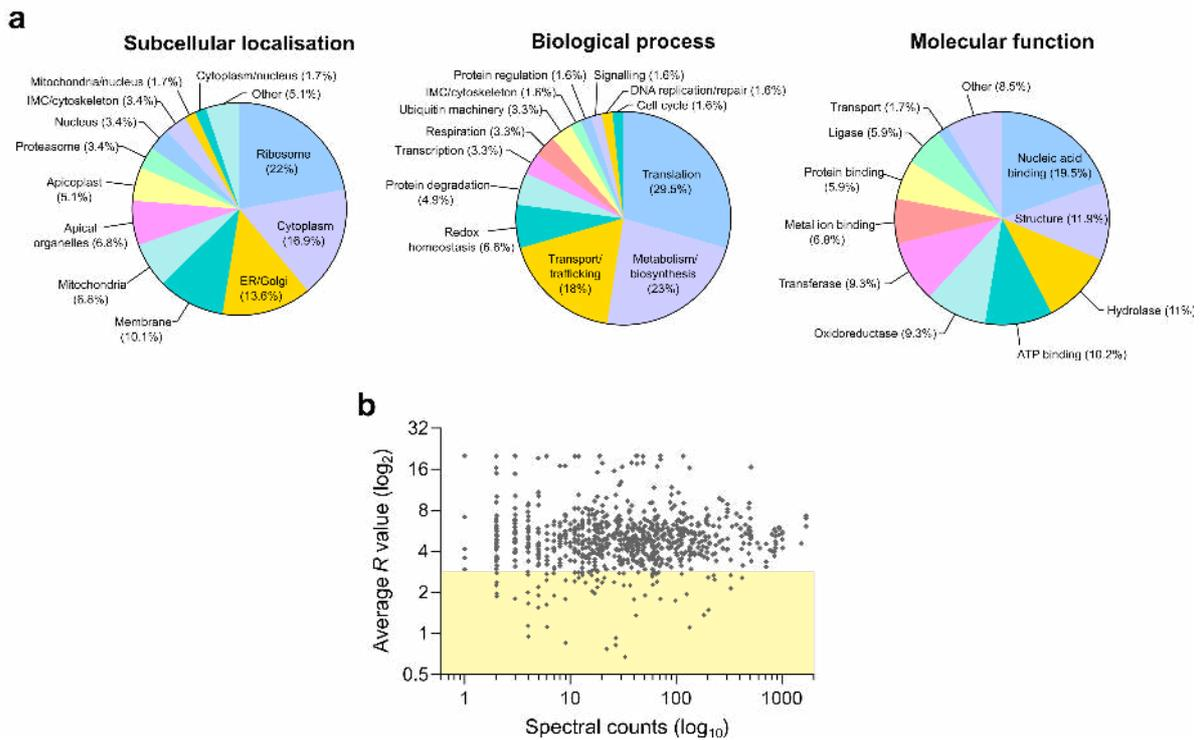 a
Subcellular localisation
Mitochondria/nucleus (1.7%)
Cytoplasm/nucleus (1.7%)
IMC/cytoskeleton (3.4%)
Other (5.1%)
Nucleus (3.4%)
Proteasome (3.4%)
Apicoplast
(5.1%)
Apical
organelles (6.8%)
Mitochondria
(6.8%)
Membrane
(10.1%)
Ribosome
(22%)
Cytoplasm
(16.9%)
ER/Golgi
(13.6%)
Biological process
Protein regulation (1.6%)
Signalling (1.6%)
IMC/cytoskeleton (1.6%)
DNA replication/repair (1.6%)
Ubiquitin machinery (3.3%)
Cell cycle (1.6%)
Respiration (3.3%)
Transcription (3.3%)
Protein degradation
(4.9%)
Redox
homeostasis (6.6%)
Translation
(29.5%)
Transport/
trafficking
(18%)
Metabolism/
biosynthesis
(23%)
Molecular function
Other (8.5%)
Transport (1.7%)
Ligase (5.9%)
Protein binding
(5.9%)
Metal ion binding
(6.8%)
Transferase (9.3%)
Oxidoreductase (9.3%)
Nucleic acid
binding (19.5%)
Structure (11.9%)
Hydrolase (11%)
ATP binding (10.2%)
b
Average R value (log2)
32
16
8
4
2
1
0.5
1 10 100 1000
Spectral counts (log10)